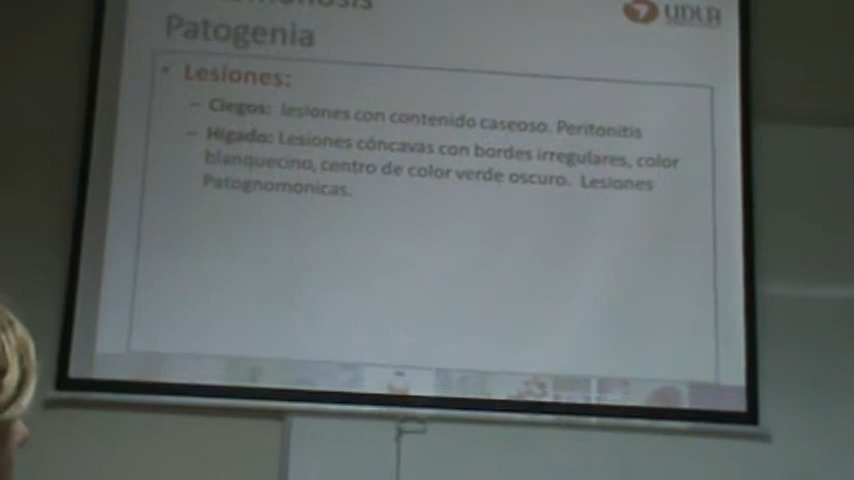 Patogenia
UDLA
• Lesiones:
– Ciegos: lesiones con contenido caseoso. Peritonitis
– Hígado: Lesiones cóncavas con bordes irregulares, color
blanquecino, centro de color verde oscuro. Lesiones
Patognomonicas.